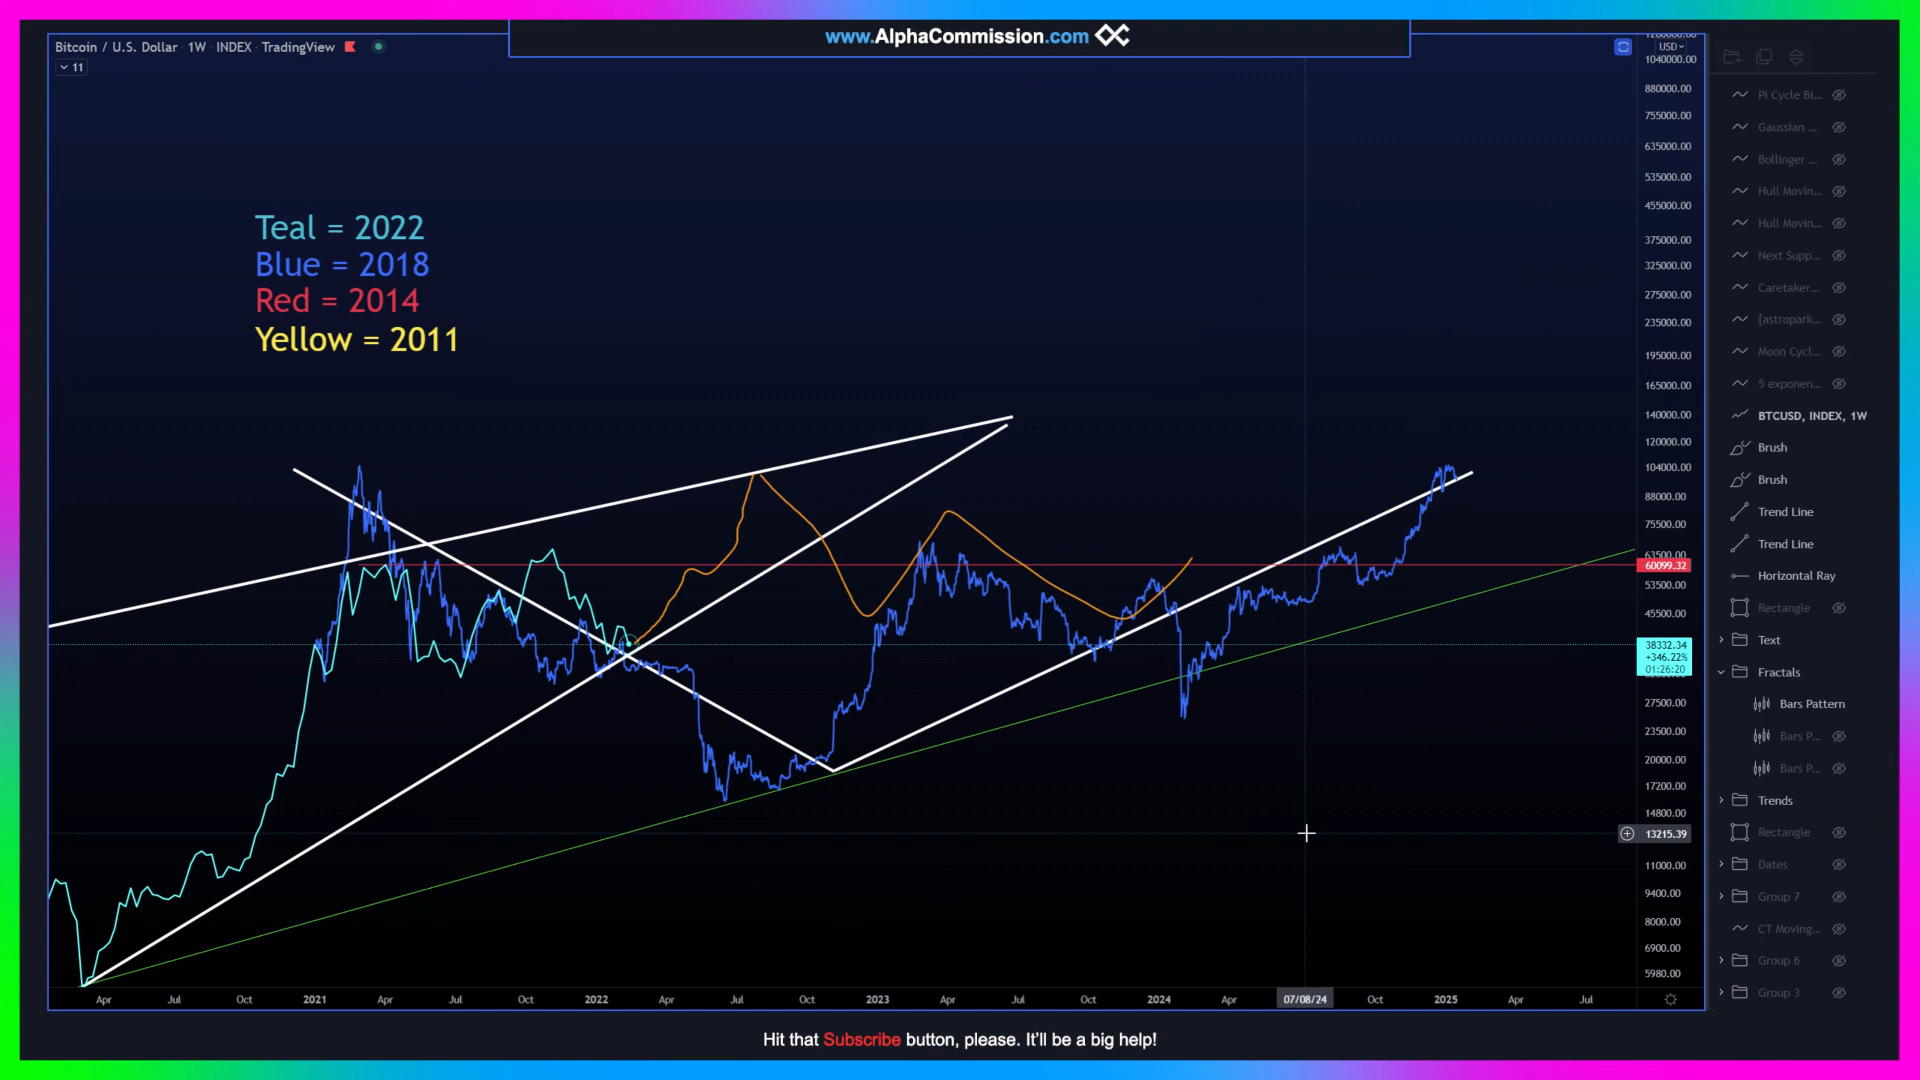 www.AlphaCommission.com
Bitcoin / U.S. Dollar · 1W · INDEX · TradingView
11
Teal = 2022
Blue = 2018
Red = 2014
Yellow = 2011
USD
1040000.00
880000.00
755000.00
635000.00
535000.00
455000.00
375000.00
325000.00
275000.00
235000.00
195000.00
165000.00
140000.00
120000.00
104000.00
88000.00
75500.00
63500.00
60099.32
53500.00
45500.00
38332.34
+346.22%
01:26:20
27500.00
23500.00
20000.00
17200.00
14800.00
13215.39
11000.00
9400.00
8000.00
6900.00
5980.00
Apr Jul Oct 2021 Apr Jul Oct 2022 Apr Jul Oct 2023 Apr Jul Oct 2024 Apr 07/08/24 Oct 2025 Apr Jul
Pi Cycle Bi...
Gaussian ...
Bollinger ...
Hull Movin...
Hull Movin...
Next Supp...
Caretaker...
[astropark...
Moon Cycl...
5 exponen...
BTCUSD, INDEX, 1W
Brush
Brush
Trend Line
Trend Line
Horizontal Ray
Rectangle
Text
Fractals
Bars Pattern
Bars P...
Bars P...
Trends
Rectangle
Dates
Group 7
CT Moving...
Group 6
Group 3
Hit that Subscribe button, please. It'll be a big help!